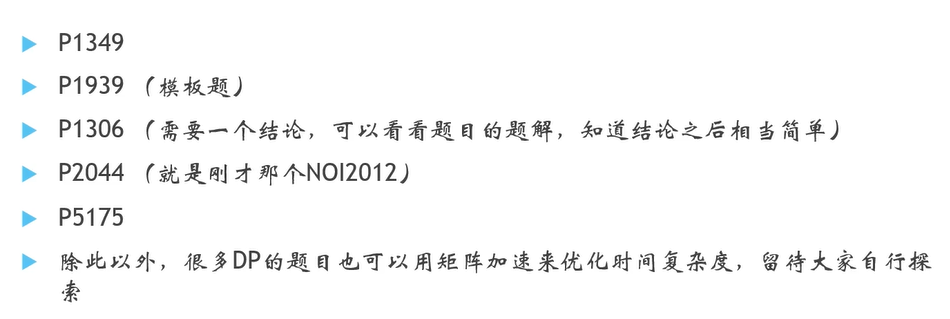 P1349
P1939 （模板题）
P1306 （需要一个结论，可以看看题目的题解，知道结论之后相当简单）
P2044 （就是刚才那个NOI2012）
P5175
除此以外，很多DP的题目也可以用矩阵加速来优化时间复杂度，留待大家自行探
索